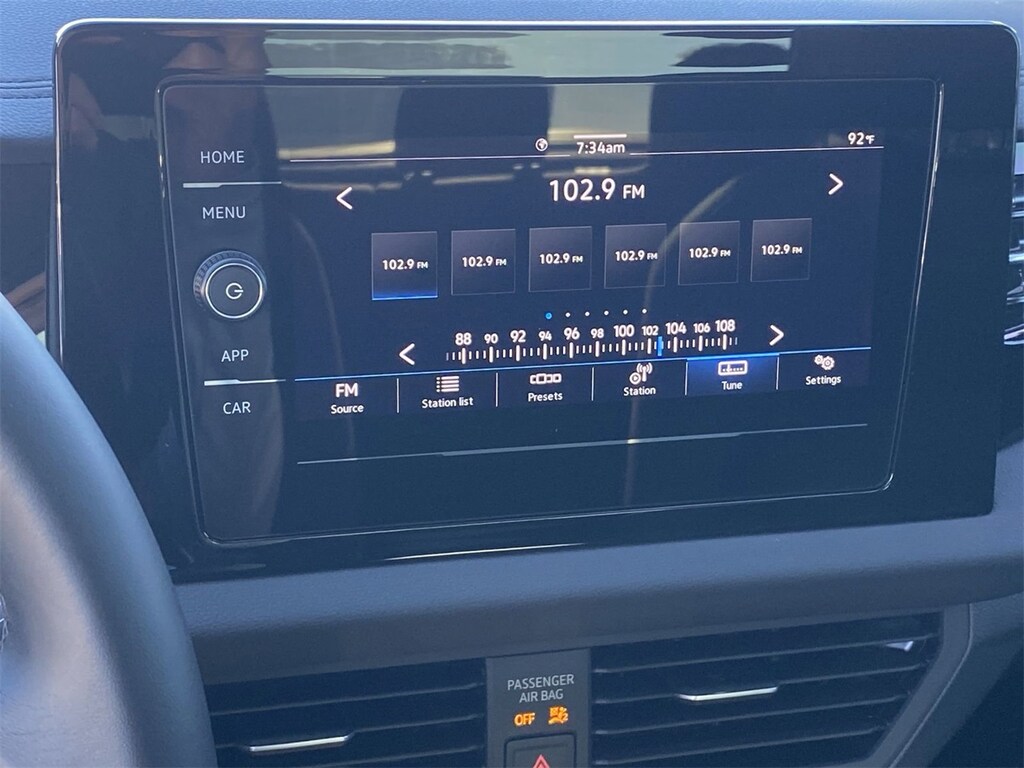 HOME
MENU
APP
CAR
7:34am
92°F
< 102.9 FM >
102.9 FM 102.9 FM 102.9 FM 102.9 FM 102.9 FM 102.9 FM
88 90 92 94 96 98 100 102 104 106 108
FM Station list Presets Station Tune Settings
Source
PASSENGER
AIR BAG
OFF